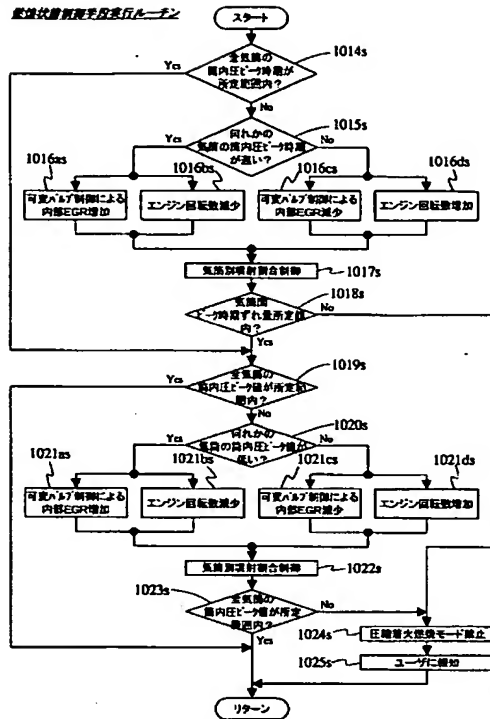 燃焼状態制御手段実行ルーチン
スタート
1014s
全気筒の
筒内圧ピーク時期が
所定範囲内?
Yes
No
1015s
何れかの
気筒の筒内圧ピーク時期
が遅い?
Yes
No
1016as
1016bs
1016cs
1016ds
可変バルブ制御による
内部EGR増加
エンジン回転数減少
可変バルブ制御による
内部EGR減少
エンジン回転数増加
気筒別噴射割合制御
1017s
1018s
気筒間
ピーク時期ずれ量所定値
内?
No
Yes
1019s
全気筒の
筒内圧ピーク値が所定範
囲内?
Yes
No
1020s
何れかの
気筒の筒内圧ピーク値が
低い?
Yes
No
1021as
1021bs
1021cs
1021ds
可変バルブ制御による
内部EGR増加
エンジン回転数減少
可変バルブ制御による
内部EGR減少
エンジン回転数増加
気筒別噴射割合制御
1022s
1023s
全気筒の
筒内圧ピーク値が所定
範囲内?
No
Yes
1024s
圧縮着火燃焼モード禁止
1025s
ユーザに報知
リターン